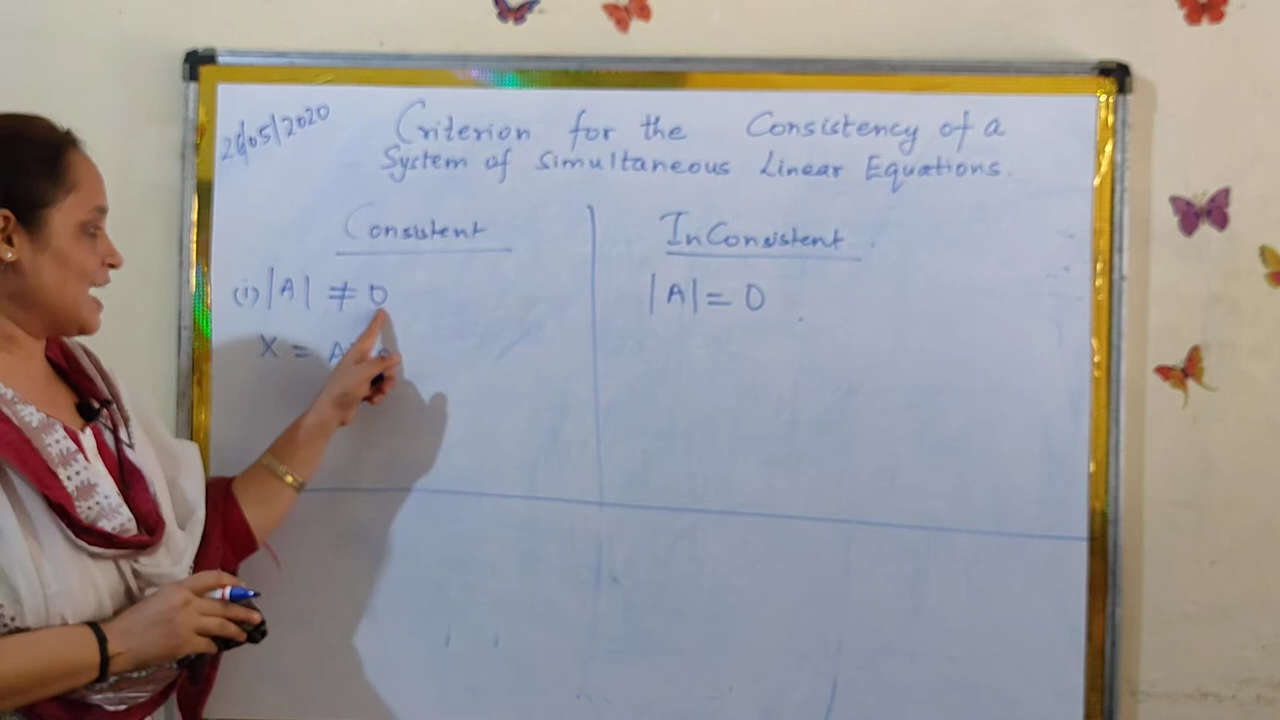 26/05/2020
Criterion for the Consistency of a
System of Simultaneous Linear Equations.
Consistent
InConsistent
(i) |A| ≠ 0
|A| = 0
X =